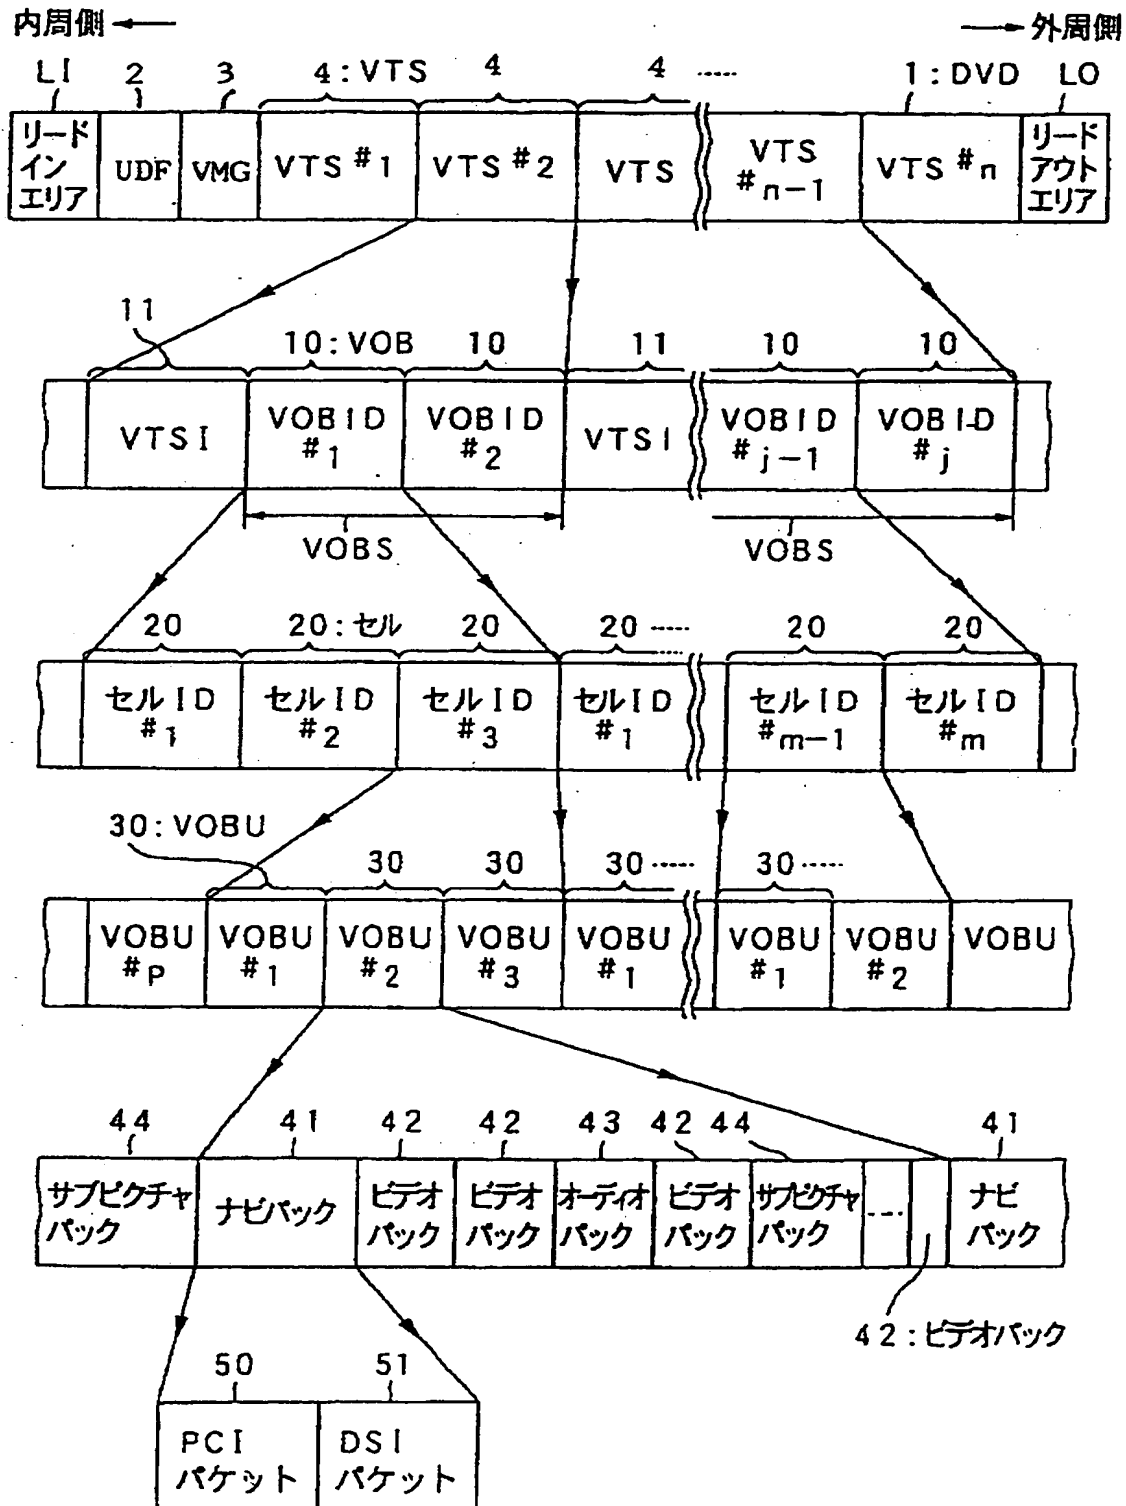 内周側
外周側
LI 2 3 4:VTS 4 4 ····· 1:DVD LO
リード
イン
エリア
UDF
VMG
VTS #1
VTS #2
VTS
VTS
#n-1
VTS #n
リード
アウト
エリア
11 10:VOB 10 11 10 10
VTSI
VOBID
#1
VOBID
#2
VTSI
VOBID
#j-1
VOBID
#j
VOBS VOBS
20 20:セル 20 20 ····· 20 20
セルID
#1
セルID
#2
セルID
#3
セルID
#1
セルID
#m-1
セルID
#m
30:VOBU 30 30 30 ····· 30 ·····
VOBU
#P
VOBU
#1
VOBU
#2
VOBU
#3
VOBU
#1
VOBU
#1
VOBU
#2
VOBU
44 41 42 42 43 42 44 41
サブピクチャ
パック
ナビパック
ビデオ
パック
ビデオ
パック
オーディオ
パック
ビデオ
パック
サブピクチャ
パック
····
ナビ
パック
42:ビデオパック
50 51
PCI
パケット
DSI
パケット